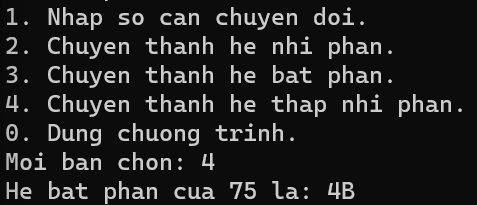 1. Nhap so can chuyen doi.
2. Chuyen thanh he nhi phan.
3. Chuyen thanh he bat phan.
4. Chuyen thanh he thap nhi phan.
0. Dung chuong trinh.
Moi ban chon: 4
He bat phan cua 75 la: 4B